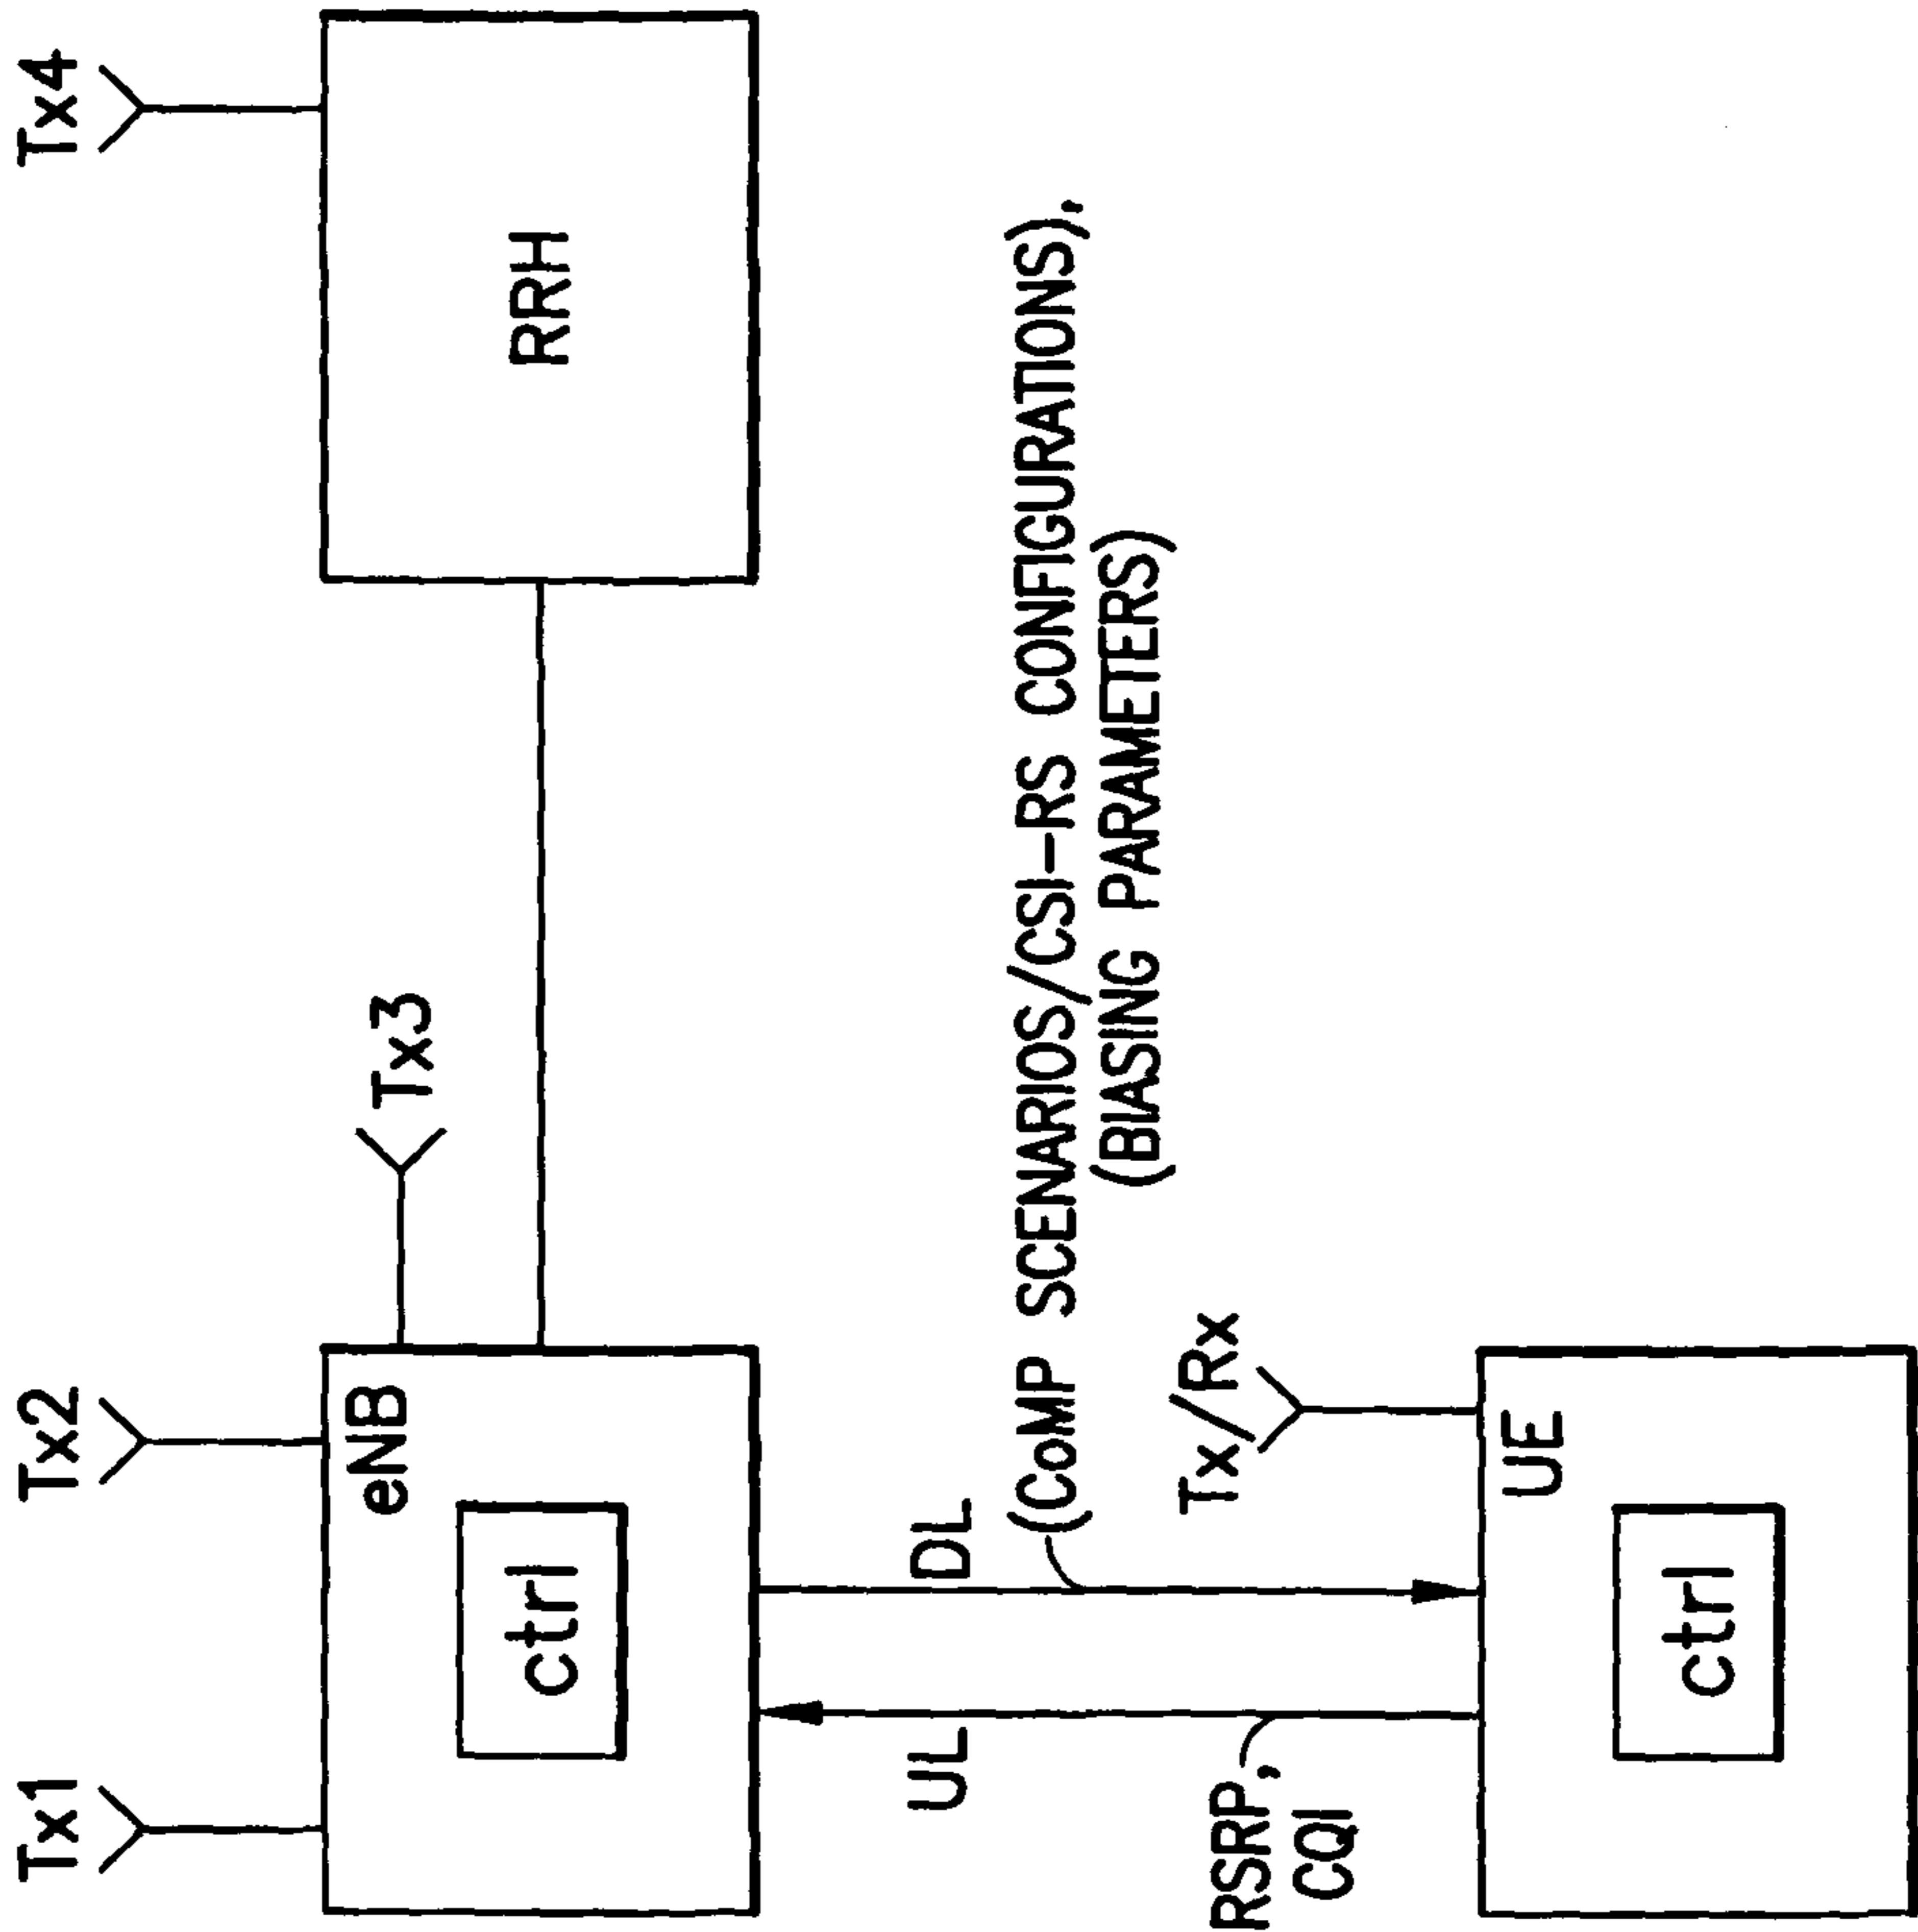 Tx1
Tx2
Tx3
Tx4
eNB
ctrl
RRH
UL
DL
(CoMP SCENARIOS/CSI-RS CONFIGURATIONS),
(BIASING PARAMETERS)
RSRP,
CQI
Tx/Rx
UE
ctrl